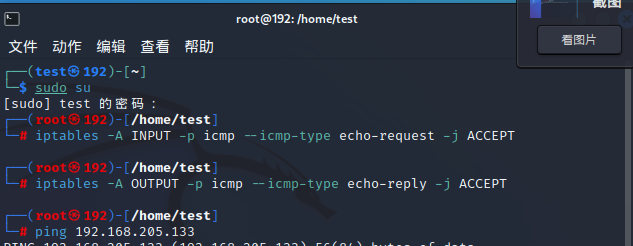 截图
root@192: /home/test
看图片
文件 动作 编辑 查看 帮助
┌──(test㉿192)-[~]
└─$ sudo su
[sudo] test 的密码：
┌──(root㉿192)-[/home/test]
└─# iptables -A INPUT -p icmp --icmp-type echo-request -j ACCEPT
┌──(root㉿192)-[/home/test]
└─# iptables -A OUTPUT -p icmp --icmp-type echo-reply -j ACCEPT
┌──(root㉿192)-[/home/test]
└─# ping 192.168.205.133
PING 192.168.205.133 (192.168.205.133) 56(84) bytes of data.